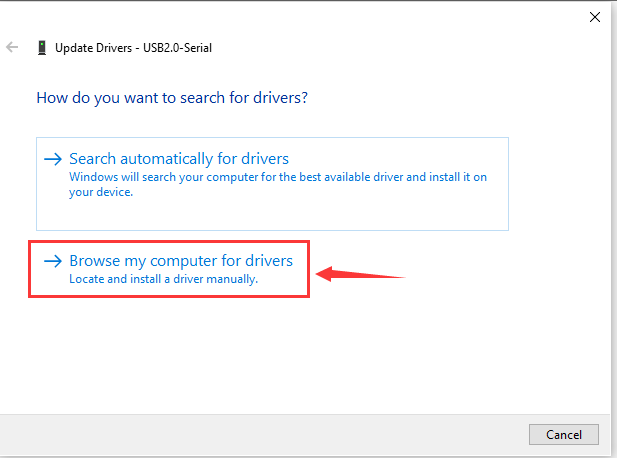 Update Drivers - USB2.0-Serial
How do you want to search for drivers?
Search automatically for drivers
Windows will search your computer for the best available driver and install it on
your device.
Browse my computer for drivers
Locate and install a driver manually.
Cancel